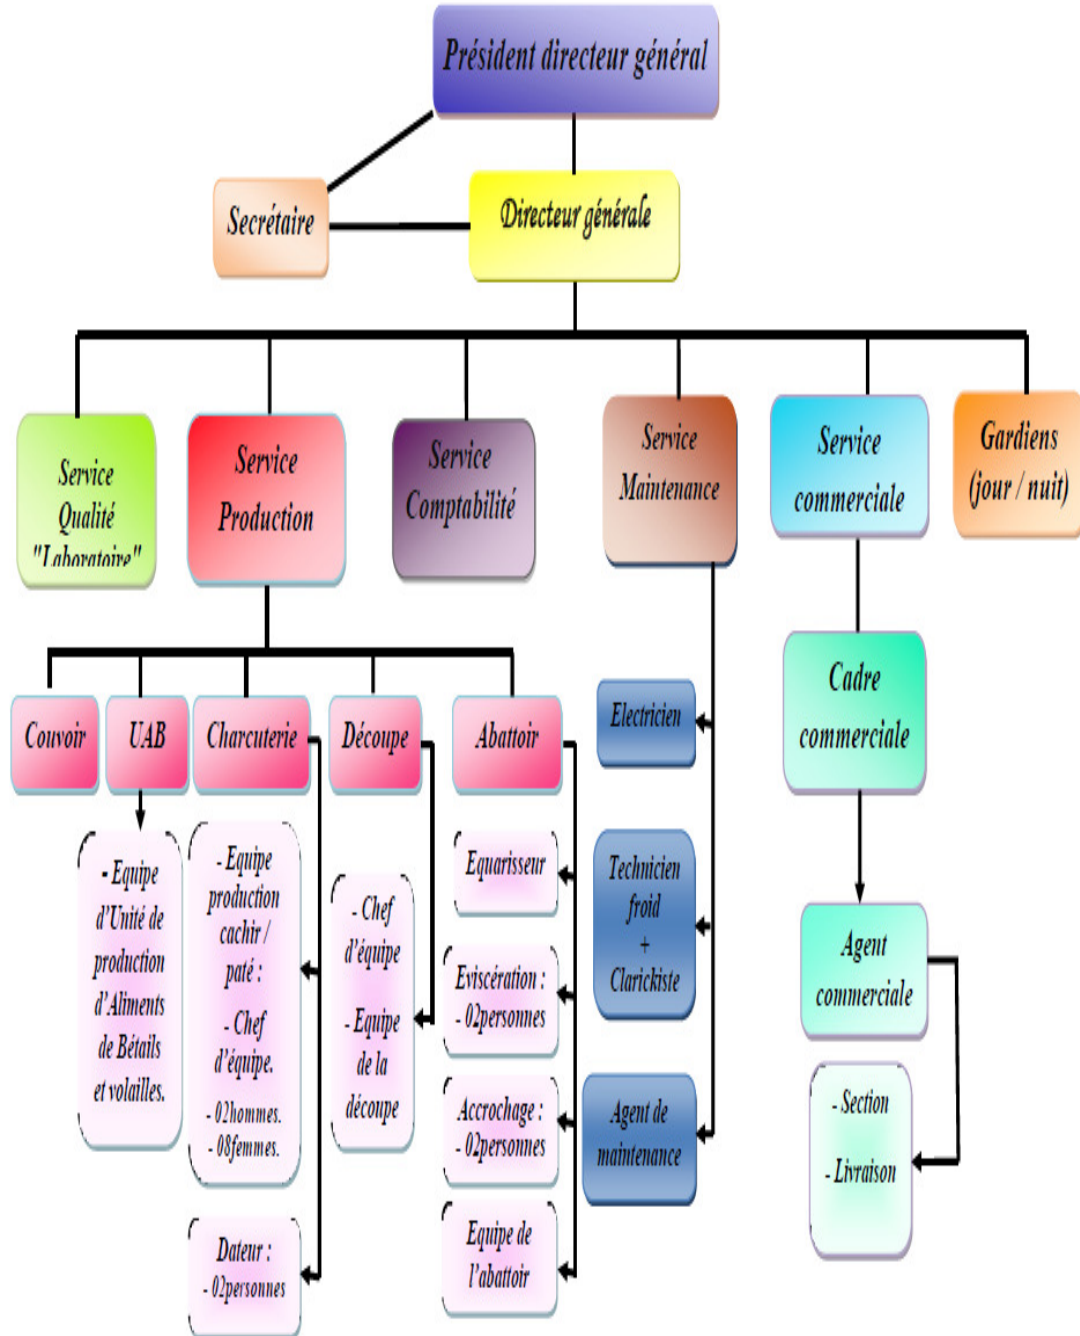 Président directeur général
Secrétaire
Directeur générale
Service
Qualité
"Laboratoire"
Service
Production
Service
Comptabilité
Service
Maintenance
Service
commerciale
Gardiens
(jour / nuit)
Couvoir
UAB
Charcuterie
Découpe
Abattoir
- Equipe
d'Unité de
production
d'Aliments
de Bétails
et volailles.
- Equipe
production
cachir /
paté :
- Chef
d'équipe.
- 02hommes.
- 08femmes.
Dateur :
- 02personnes
- Chef
d'équipe
- Equipe
de la
découpe
Equarisseur
Eviscération :
- 02personnes
Accrochage :
- 02personnes
Equipe de
l'abattoir
Electricien
Technicien
froid
+
Clarickiste
Agent de
maintenance
Cadre
commerciale
Agent
commerciale
- Section
- Livraison